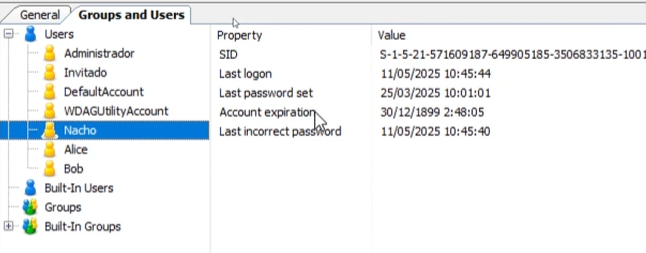 General Groups and Users
Users Property Value
Administrador SID S-1-5-21-571609187-649905185-3506833135-1001
Invitado Last logon 11/05/2025 10:45:44
DefaultAccount Last password set 25/03/2025 10:01:01
WDAGUtilityAccount Account expiration 30/12/1899 2:48:05
Nacho Last incorrect password 11/05/2025 10:45:40
Alice
Bob
Built-In Users
Groups
Built-In Groups